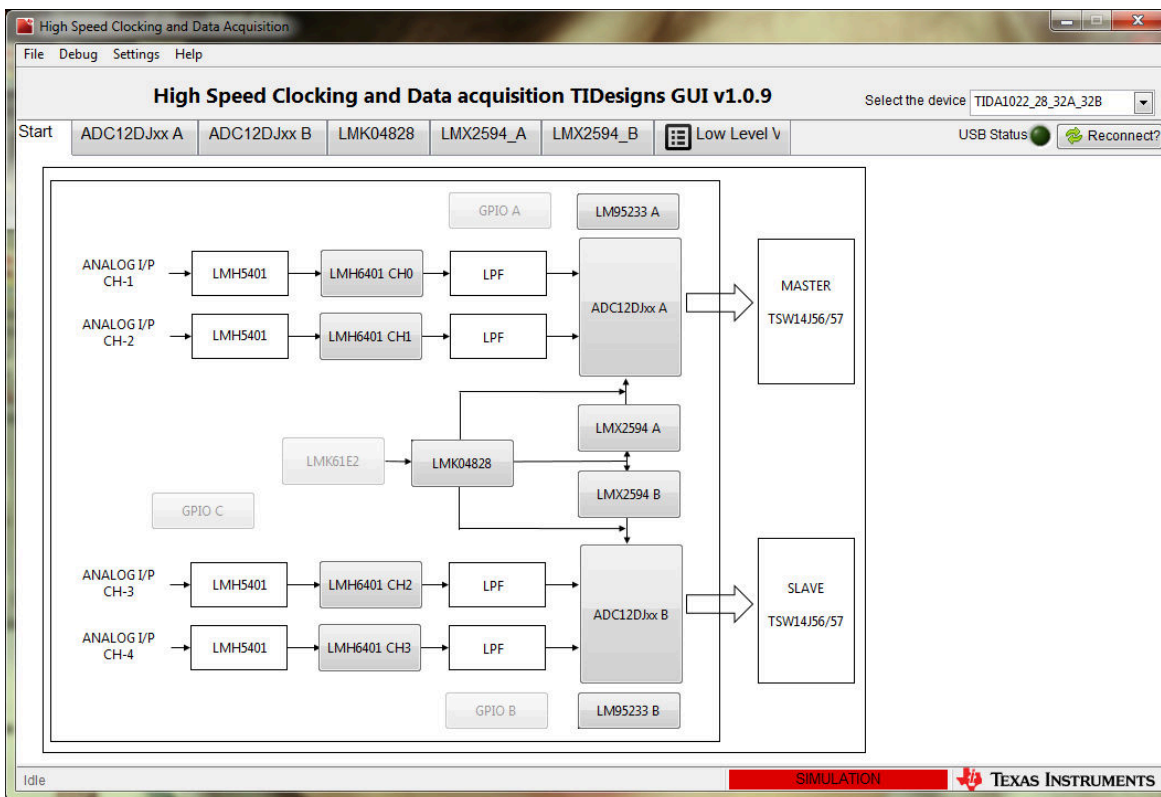 High Speed Clocking and Data Acquisition
File Debug Settings Help
High Speed Clocking and Data acquisition TIDesigns GUI v1.0.9
Select the device TIDA1022_28_32A_32B
Start ADC12DJxx A ADC12DJxx B LMK04828 LMX2594_A LMX2594_B Low Level V
USB Status Reconnect?
GPIO A LM95233 A
ANALOG I/P
CH-1
LMH5401 LMH6401 CH0 LPF
ADC12DJxx A
MASTER
TSW14J56/57
ANALOG I/P
CH-2
LMH5401 LMH6401 CH1 LPF
LMX2594 A
LMK61E2 LMK04828
LMX2594 B
GPIO C
ANALOG I/P
CH-3
LMH5401 LMH6401 CH2 LPF
ADC12DJxx B
SLAVE
TSW14J56/57
ANALOG I/P
CH-4
LMH5401 LMH6401 CH3 LPF
GPIO B LM95233 B
Idle SIMULATION TEXAS INSTRUMENTS